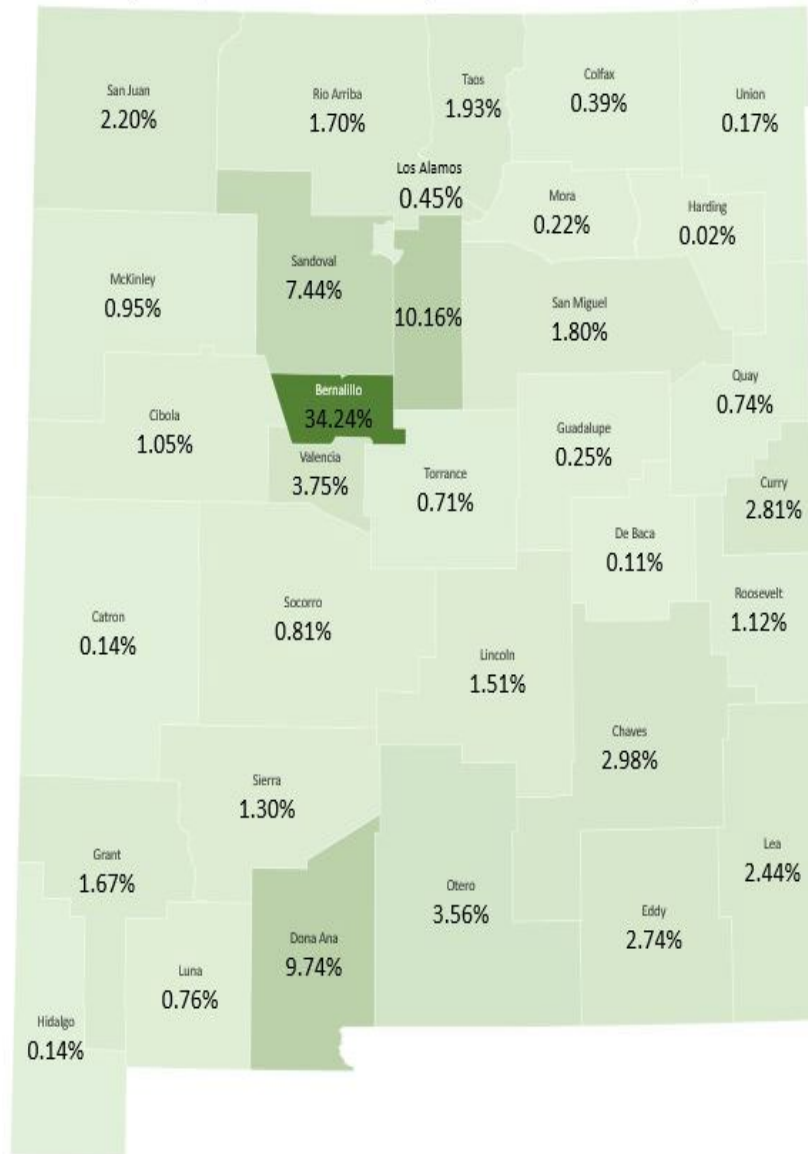 San Juan
2.20%
Rio Arriba
1.70%
Taos
1.93%
Colfax
0.39%
Union
0.17%
Los Alamos
0.45%
Mora
0.22%
Harding
0.02%
McKinley
0.95%
Sandoval
7.44%
10.16%
San Miguel
1.80%
Quay
0.74%
Bernalillo
34.24%
Cibola
1.05%
Valencia
3.75%
Torrance
0.71%
Guadalupe
0.25%
Curry
2.81%
De Baca
0.11%
Roosevelt
1.12%
Catron
0.14%
Socorro
0.81%
Lincoln
1.51%
Chaves
2.98%
Sierra
1.30%
Grant
1.67%
Lea
2.44%
Otero
3.56%
Eddy
2.74%
Dona Ana
9.74%
Luna
0.76%
Hidalgo
0.14%